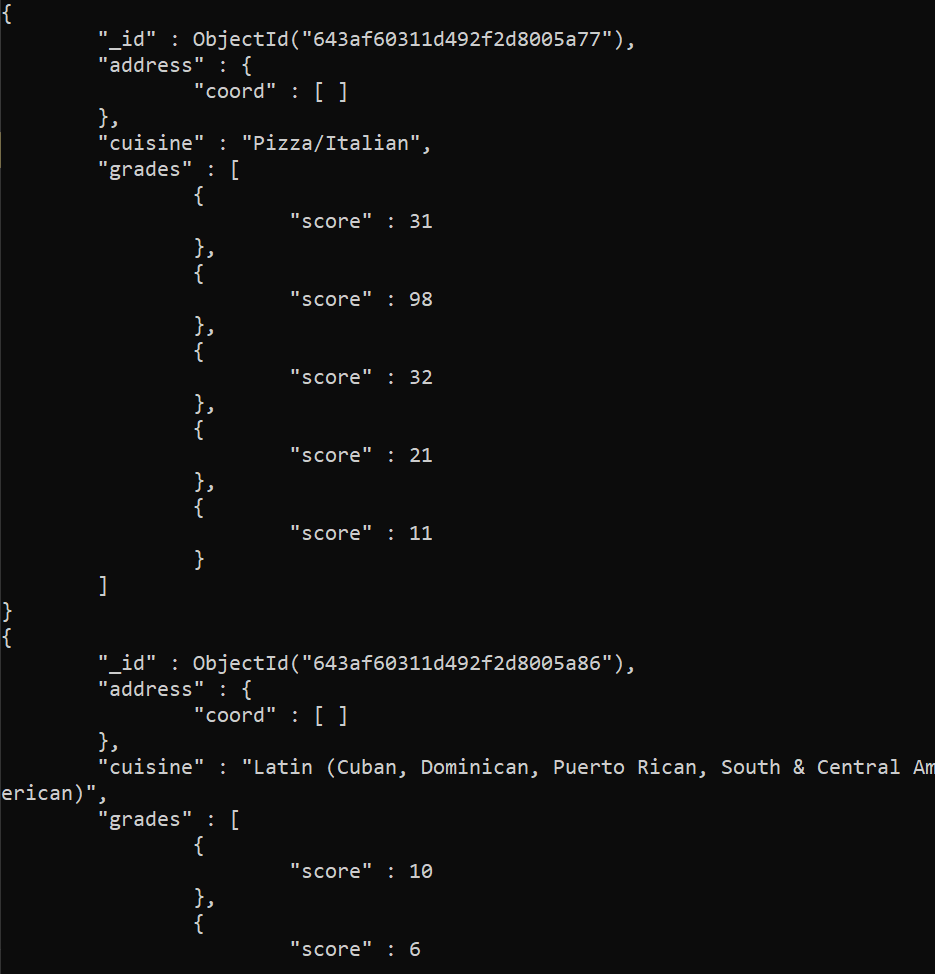 {
        "_id" : ObjectId("643af60311d492f2d8005a77"),
        "address" : {
                "coord" : [ ]
        },
        "cuisine" : "Pizza/Italian",
        "grades" : [
                {
                        "score" : 31
                },
                {
                        "score" : 98
                },
                {
                        "score" : 32
                },
                {
                        "score" : 21
                },
                {
                        "score" : 11
                }
        ]
}
{
        "_id" : ObjectId("643af60311d492f2d8005a86"),
        "address" : {
                "coord" : [ ]
        },
        "cuisine" : "Latin (Cuban, Dominican, Puerto Rican, South & Central Am
erican)",
        "grades" : [
                {
                        "score" : 10
                },
                {
                        "score" : 6